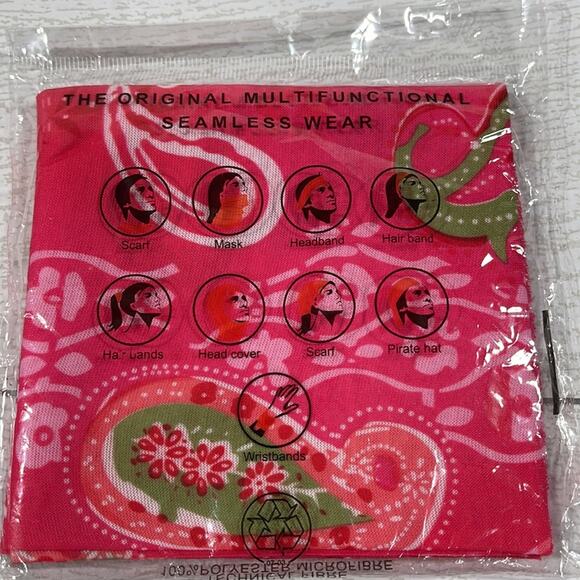 THE ORIGINAL MULTIFUNCTIONAL
SEAMLESS WEAR
Scarf Mask Headband Hair band
Hair bands Head cover Scarf Pirate hat
Wristbands
100%POLYESTER MICROFIBRE
TECHNICAL FIBRE